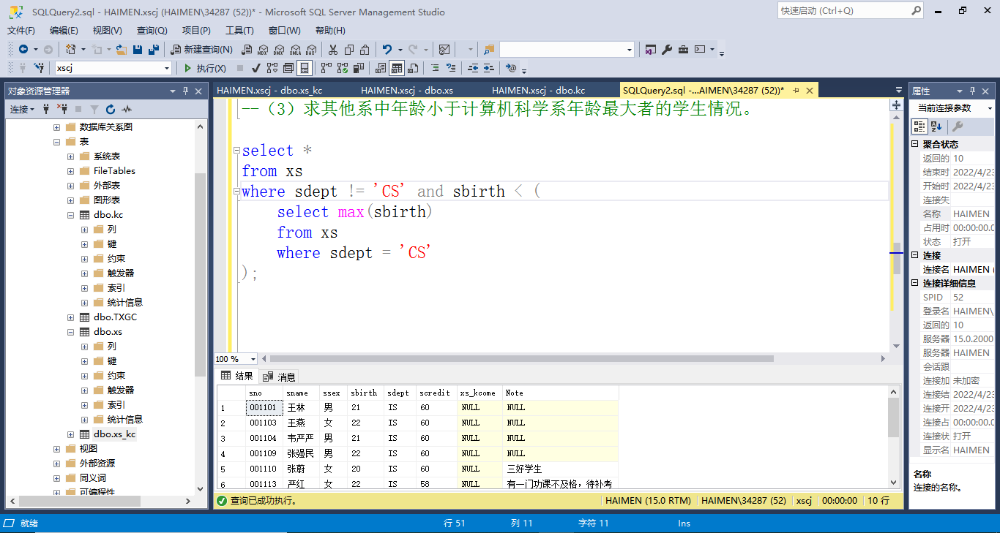 SQLQuery2.sql - HAIMEN.xscj (HAIMEN\34287 (52))* - Microsoft SQL Server Management Studio
快速启动 (Ctrl+Q)
文件(F) 编辑(E) 视图(V) 查询(Q) 项目(P) 工具(T) 窗口(W) 帮助(H)
新建查询(N) MDX DMX XMLA DAX
xscj 执行(X)
对象资源管理器
连接
数据库关系图
表
系统表
FileTables
外部表
图形表
dbo.kc
列
键
约束
触发器
索引
统计信息
dbo.TXGC
dbo.xs
列
键
约束
触发器
索引
统计信息
dbo.xs_kc
视图
外部资源
同义词
可编程性
HAIMEN.xscj - dbo.xs_kc HAIMEN.xscj - dbo.xs HAIMEN.xscj - dbo.kc SQLQuery2.sql -...AIMEN\34287 (52))*
--（3）求其他系中年龄小于计算机科学系年龄最大者的学生情况。
select *
from xs
where sdept != 'CS' and sbirth < (
select max(sbirth)
from xs
where sdept = 'CS'
);
100 %
结果 消息
sno sname ssex sbirth sdept scredit xs_kcome Note
1 001101 王林 男 21 IS 60 NULL NULL
2 001103 王燕 女 22 IS 60 NULL NULL
3 001104 韦严严 男 21 IS 60 NULL NULL
4 001109 张强民 男 22 IS 60 NULL NULL
5 001110 张蔚 女 20 IS 60 NULL 三好学生
6 001113 严红 女 22 IS 58 NULL 有一门功课不及格，待补考
查询已成功执行。 HAIMEN (15.0 RTM) HAIMEN\34287 (52) xscj 00:00:00 10 行
属性
当前连接参数
聚合状态
返回的 10
结束时 2022/4/23
开始时 2022/4/23
连接失
名称 HAIMEN
占用时 00:00:00.0
状态 打开
连接
连接名 HAIMEN (
连接详细信息
SPID 52
登录名 HAIMEN\
返回的 10
服务器 15.0.2000
服务器 HAIMEN
会话跟
连接加 未加密
连接结 2022/4/23
连接开 2022/4/23
连接占 00:00:00.0
连接状 打开
显示名 HAIMEN
名称
连接的名称。
就绪 行 51 列 11 字符 11 Ins